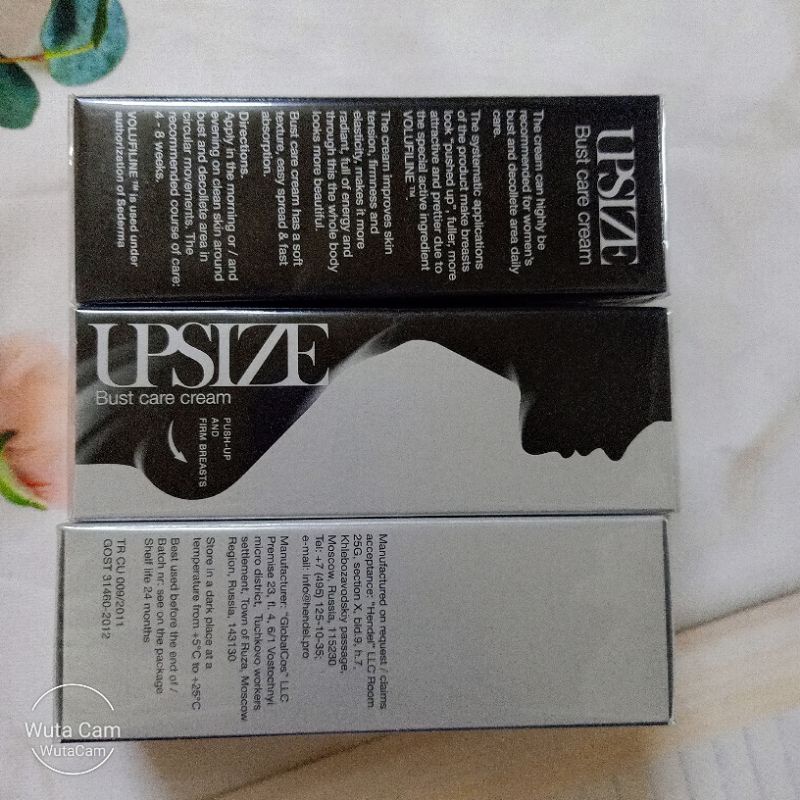 UPSIZE
Bust care cream
The cream can highly be
recommended for women's
bust and decollete area daily
care.
The systematic applications
of the product make breasts
look "pushed up", fuller, more
attractive and prettier due to
the special active ingredient
VOLUFILINE ™.
The cream improves skin
tension, firmness and
elasticity, makes it more
radiant, full of energy and
through this the whole body
looks more beautiful.
Bust care cream has a soft
texture, easy spread & fast
absorption.
Directions.
Apply in the morning or / and
evening on clean skin around
bust and decollete area in
circular movements. The
recommended course of care:
4 - 8 weeks.
VOLUFILINE ™ is used under
authorization of Sederma
UPSIZE
Bust care cream
PUSH-UP
AND
FIRM BREASTS
Manufactured on request / claims
acceptance: "Hendel" LLC Room
25G, section X, bld.9, h.7,
Khlebozavodskiy passage,
Moscow, Russia, 115230
Tel: +7 (495) 125-10-35;
e-mail: info@hendel.pro
Manufacturer: "GlobalCos" LLC
Premise 23, fl. 4, 6/1 Vostochnyi
micro district, Tuchkovo workers
settlement, Town of Ruza, Moscow
Region, Russia, 143130
Store in a dark place at a
temperature from +5°C to +25°C
Best used before the end of /
Batch nr: see on the package
Shelf life 24 months
TR CU 009/2011
GOST 31460-2012
Wuta Cam
WutaCam